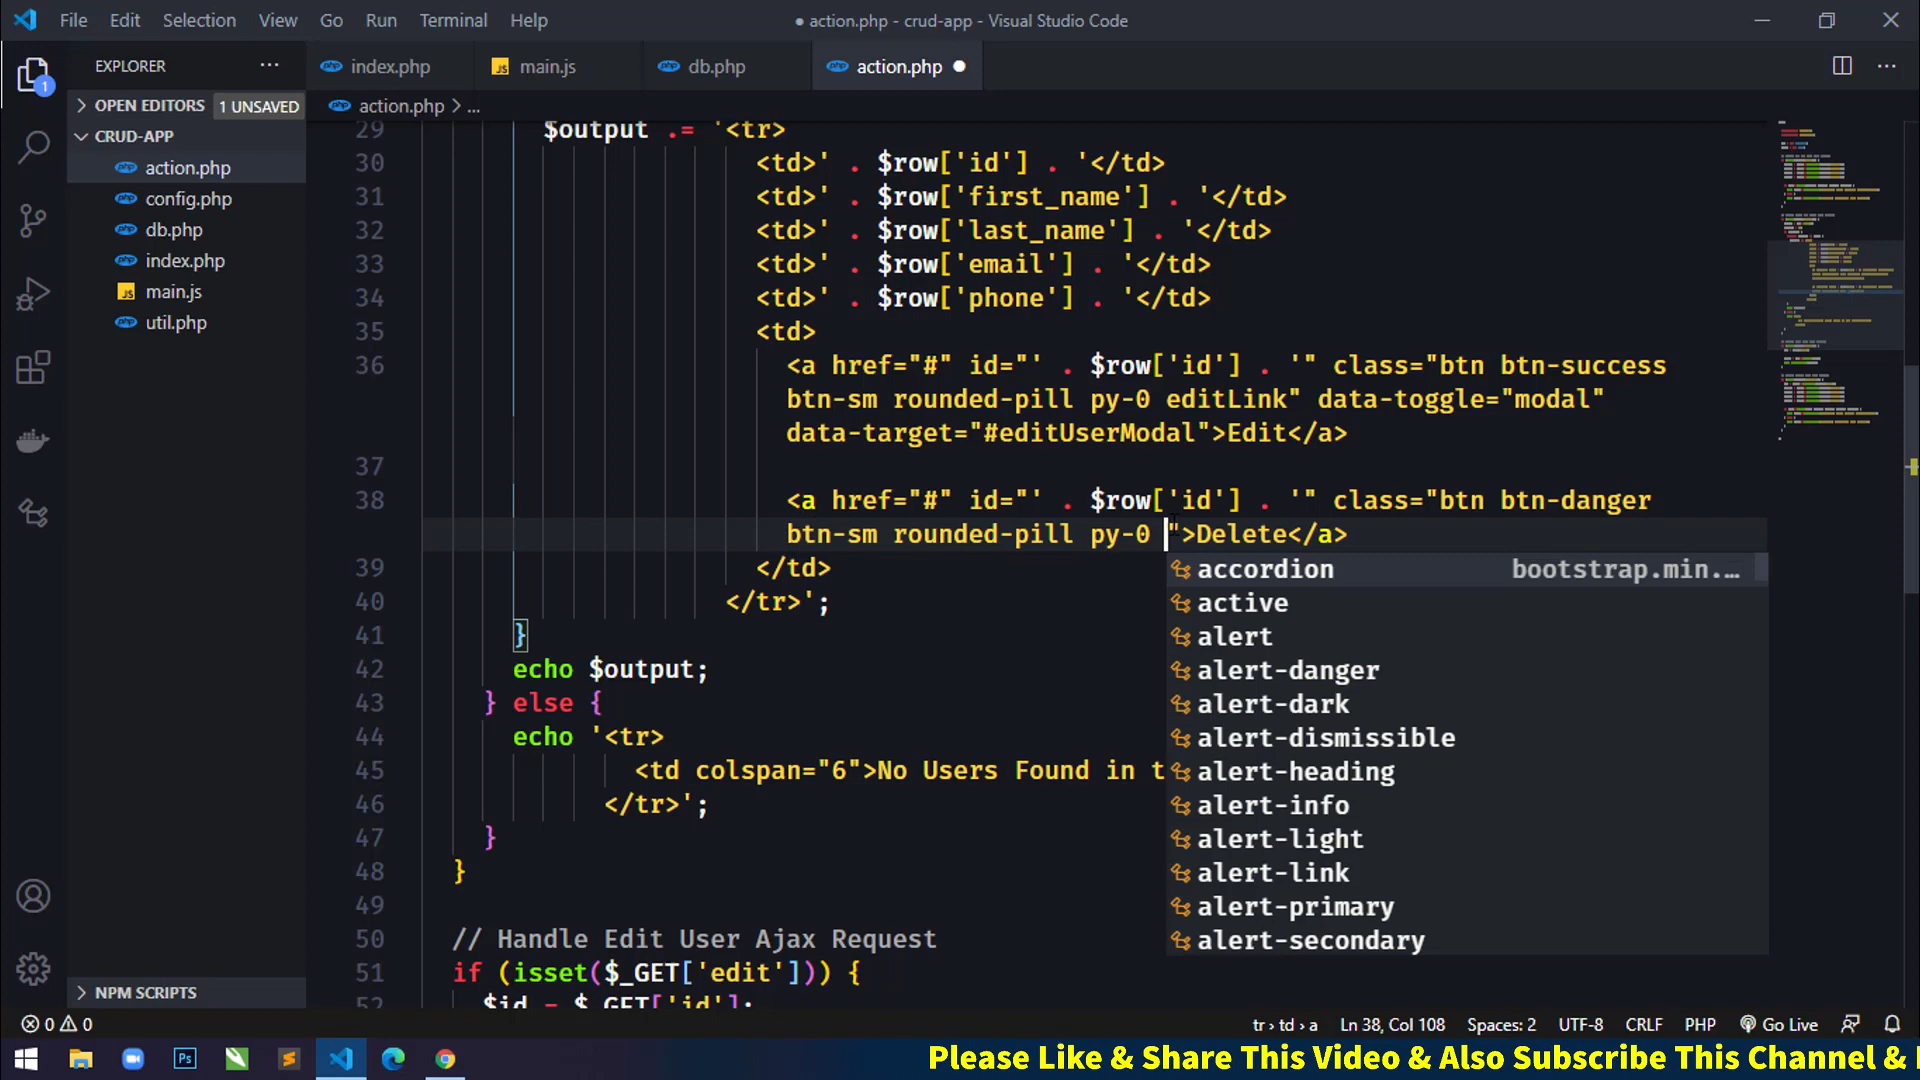 File Edit Selection View Go Run Terminal Help
● action.php - crud-app - Visual Studio Code
EXPLORER
index.php
JS main.js
db.php
action.php
OPEN EDITORS 1 UNSAVED
action.php > ...
CRUD-APP
action.php
config.php
db.php
index.php
JS main.js
util.php
NPM SCRIPTS
1
29 $output .= '<tr>
30 <td>' . $row['id'] . '</td>
31 <td>' . $row['first_name'] . '</td>
32 <td>' . $row['last_name'] . '</td>
33 <td>' . $row['email'] . '</td>
34 <td>' . $row['phone'] . '</td>
35 <td>
36 <a href="#" id="' . $row['id'] . '" class="btn btn-success
btn-sm rounded-pill py-0 editLink" data-toggle="modal"
data-target="#editUserModal">Edit</a>
37
38 <a href="#" id="' . $row['id'] . '" class="btn btn-danger
btn-sm rounded-pill py-0 ">Delete</a>
39 </td>
40 </tr>';
41 }
42 echo $output;
43 } else {
44 echo '<tr>
45 <td colspan="6">No Users Found in t
46 </tr>';
47 }
48 }
49
50 // Handle Edit User Ajax Request
51 if (isset($_GET['edit'])) {
52 $id = $_GET['id'];
accordion bootstrap.min.…
active
alert
alert-danger
alert-dark
alert-dismissible
alert-heading
alert-info
alert-light
alert-link
alert-primary
alert-secondary
0 0
tr › td › a Ln 38, Col 108 Spaces: 2 UTF-8 CRLF PHP Go Live
Ps
Please Like & Share This Video & Also Subscribe This Channel &